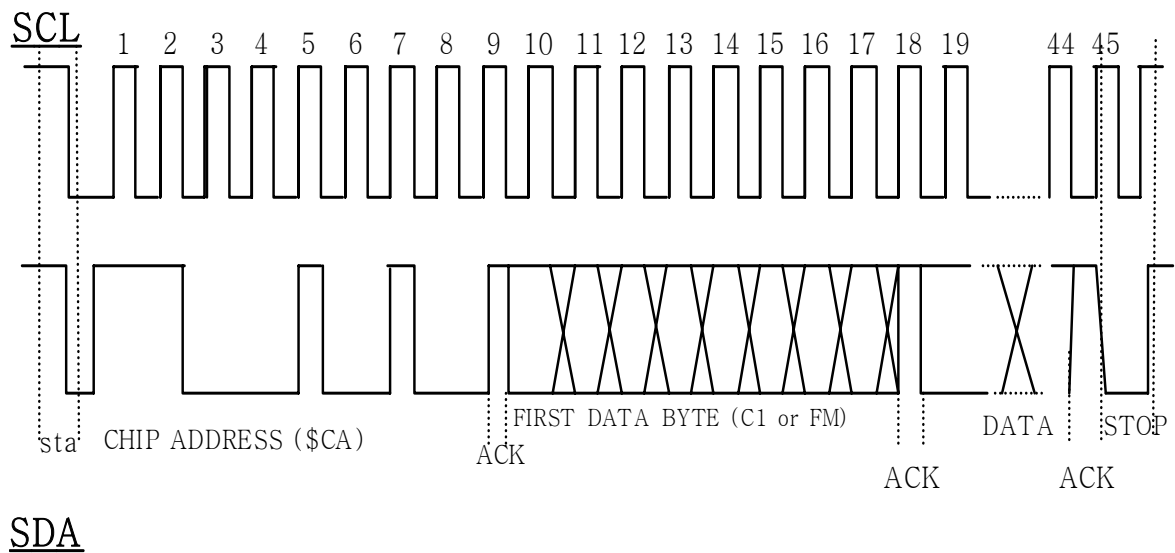 SCL
1 2 3 4 5 6 7 8 9 10 11 12 13 14 15 16 17 18 19 44 45
sta CHIP ADDRESS ($CA) ACK FIRST DATA BYTE (C1 or FM) DATA STOP
ACK ACK
SDA